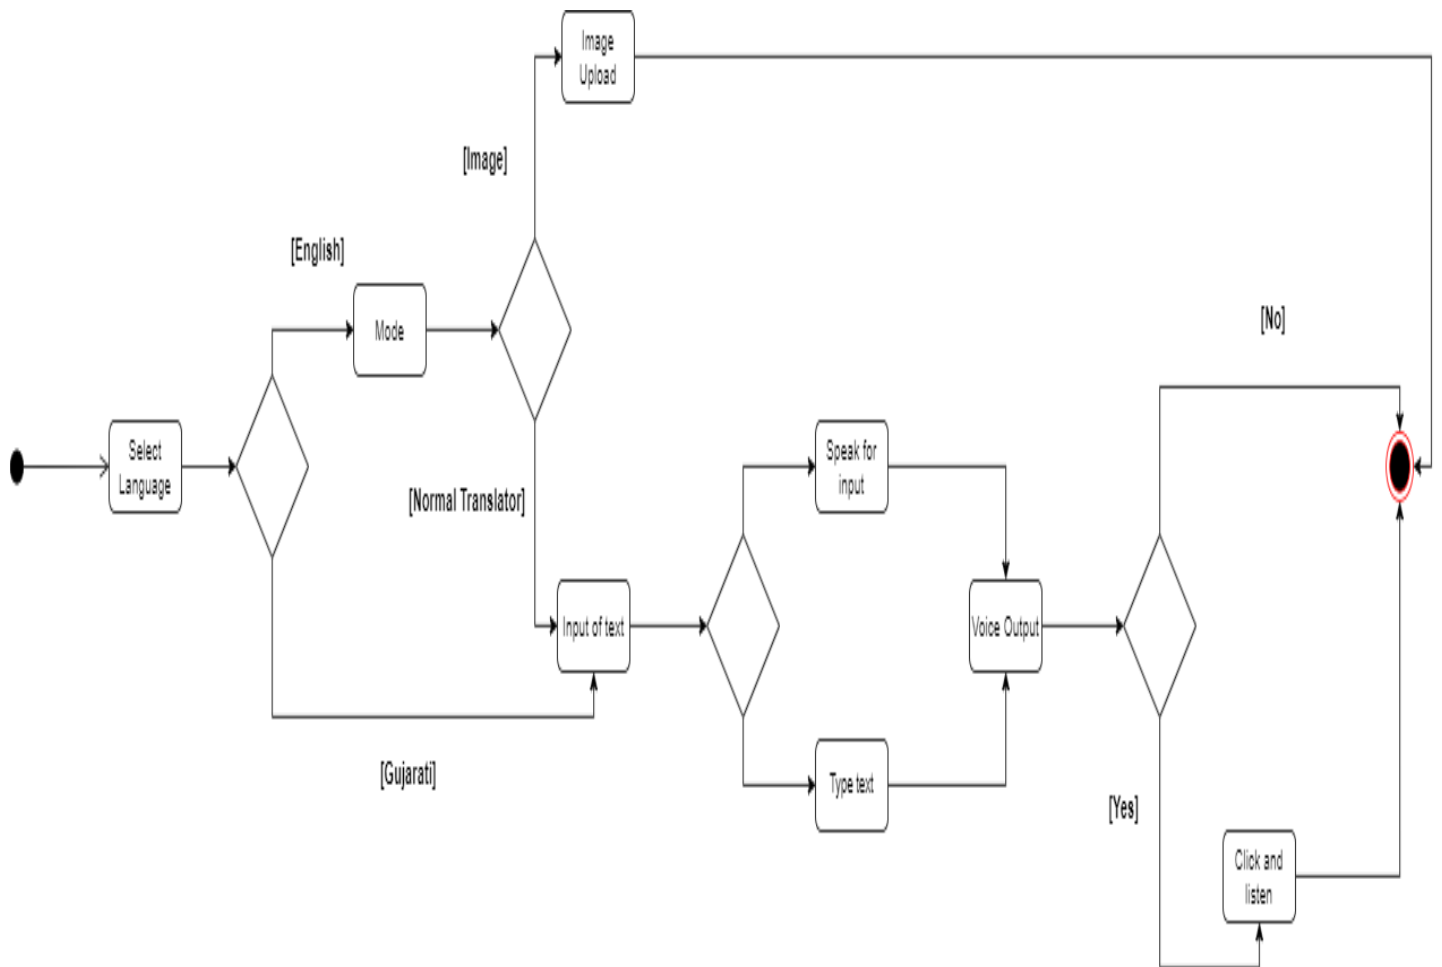 Image
Upload
[Image]
[English]
Mode
[No]
Select
Language
Speak for
input
[Normal Translator]
Input of text
Voice Output
[Gujarati]
Type text
[Yes]
Click and
listen